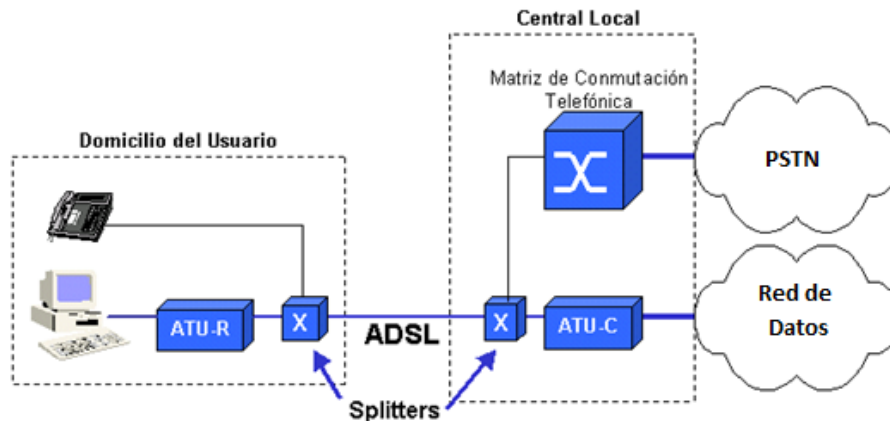 Central Local
Matriz de Conmutación
Telefónica
Domicilio del Usuario
PSTN
ATU-R
X
ADSL
X
ATU-C
Red de
Datos
Splitters